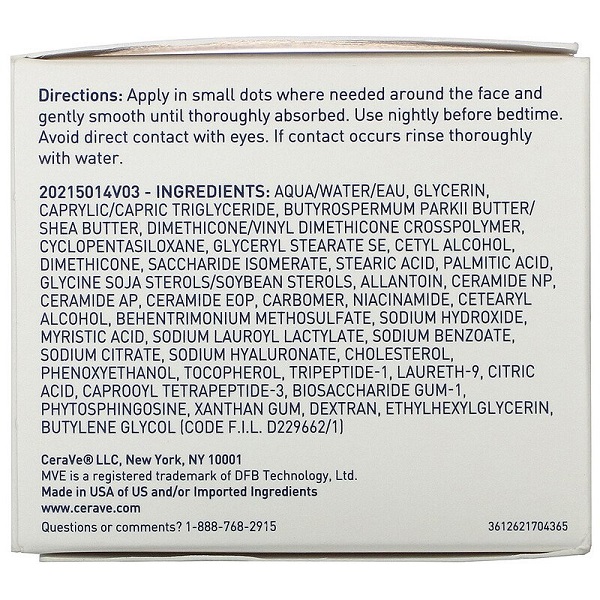 Directions: Apply in small dots where needed around the face and
gently smooth until thoroughly absorbed. Use nightly before bedtime.
Avoid direct contact with eyes. If contact occurs rinse thoroughly
with water.
20215014V03 - INGREDIENTS: AQUA/WATER/EAU, GLYCERIN,
CAPRYLIC/CAPRIC TRIGLYCERIDE, BUTYROSPERMUM PARKII BUTTER/
SHEA BUTTER, DIMETHICONE/VINYL DIMETHICONE CROSSPOLYMER,
CYCLOPENTASILOXANE, GLYCERYL STEARATE SE, CETYL ALCOHOL,
DIMETHICONE, SACCHARIDE ISOMERATE, STEARIC ACID, PALMITIC ACID,
GLYCINE SOJA STEROLS/SOYBEAN STEROLS, ALLANTOIN, CERAMIDE NP,
CERAMIDE AP, CERAMIDE EOP, CARBOMER, NIACINAMIDE, CETEARYL
ALCOHOL, BEHENTRIMONIUM METHOSULFATE, SODIUM HYDROXIDE,
MYRISTIC ACID, SODIUM LAUROYL LACTYLATE, SODIUM BENZOATE,
SODIUM CITRATE, SODIUM HYALURONATE, CHOLESTEROL,
PHENOXYETHANOL, TOCOPHEROL, TRIPEPTIDE-1, LAURETH-9, CITRIC
ACID, CAPROOYL TETRAPEPTIDE-3, BIOSACCHARIDE GUM-1,
PHYTOSPHINGOSINE, XANTHAN GUM, DEXTRAN, ETHYLHEXYLGLYCERIN,
BUTYLENE GLYCOL (CODE F.I.L. D229662/1)
CeraVe® LLC, New York, NY 10001
MVE is a registered trademark of DFB Technology, Ltd.
Made in USA of US and/or Imported Ingredients
www.cerave.com
Questions or comments? 1-888-768-2915 3612621704365